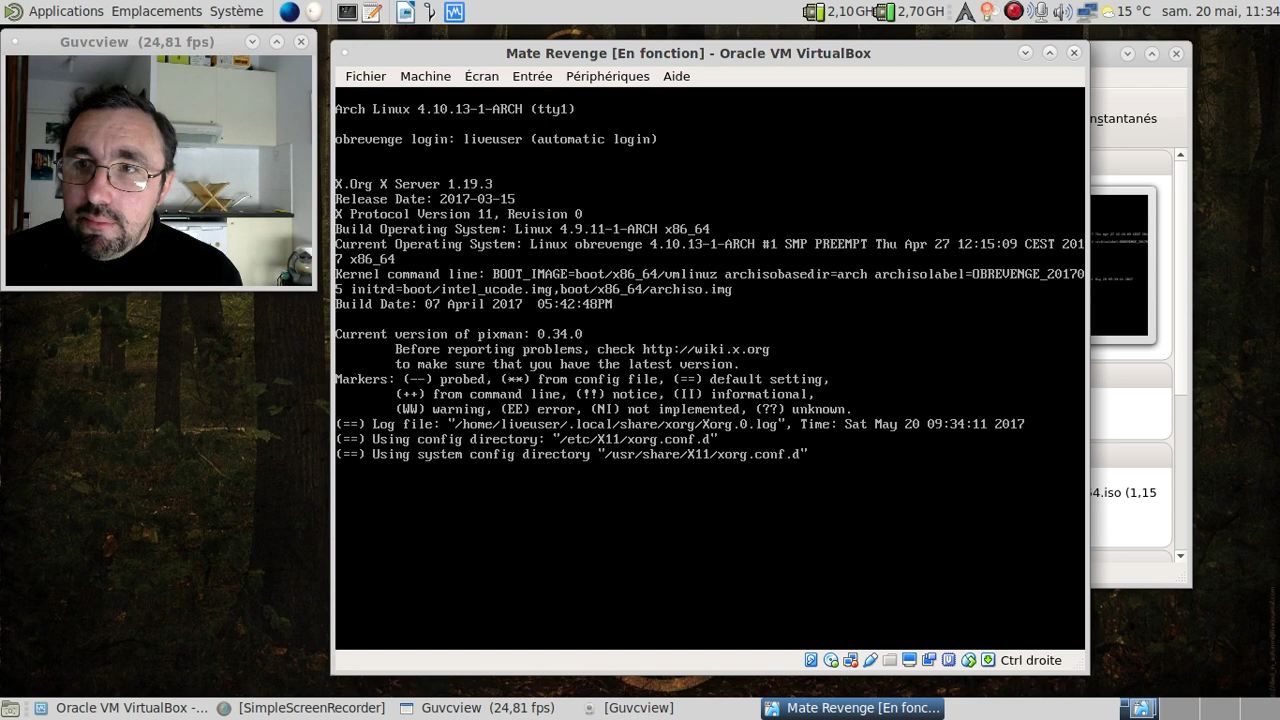 Applications Emplacements Système
2,10 GH 2,70 GH 15 °C sam. 20 mai, 11:34
Guvcview (24,81 fps)
Mate Revenge [En fonction] - Oracle VM VirtualBox
Fichier Machine Écran Entrée Périphériques Aide
Arch Linux 4.10.13-1-ARCH (tty1)
obrevenge login: liveuser (automatic login)
X.Org X Server 1.19.3
Release Date: 2017-03-15
X Protocol Version 11, Revision 0
Build Operating System: Linux 4.9.11-1-ARCH x86_64
Current Operating System: Linux obrevenge 4.10.13-1-ARCH #1 SMP PREEMPT Thu Apr 27 12:15:09 CEST 201
7 x86_64
Kernel command line: BOOT_IMAGE=boot/x86_64/vmlinuz archisobasedir=arch archisolabel=OBREVENGE_20170
5 initrd=boot/intel_ucode.img,boot/x86_64/archiso.img
Build Date: 07 April 2017  05:42:48PM
Current version of pixman: 0.34.0
Before reporting problems, check http://wiki.x.org
to make sure that you have the latest version.
Markers: (--) probed, (**) from config file, (==) default setting,
(++) from command line, (!!) notice, (II) informational,
(WW) warning, (EE) error, (NI) not implemented, (??) unknown.
(==) Log file: "/home/liveuser/.local/share/xorg/Xorg.0.log", Time: Sat May 20 09:34:11 2017
(==) Using config directory: "/etc/X11/xorg.conf.d"
(==) Using system config directory "/usr/share/X11/xorg.conf.d"
nstantanés
4.iso (1,15
Ctrl droite
Oracle VM VirtualBox -... [SimpleScreenRecorder] Guvcview (24,81 fps) [Guvcview] Mate Revenge [En fonc...